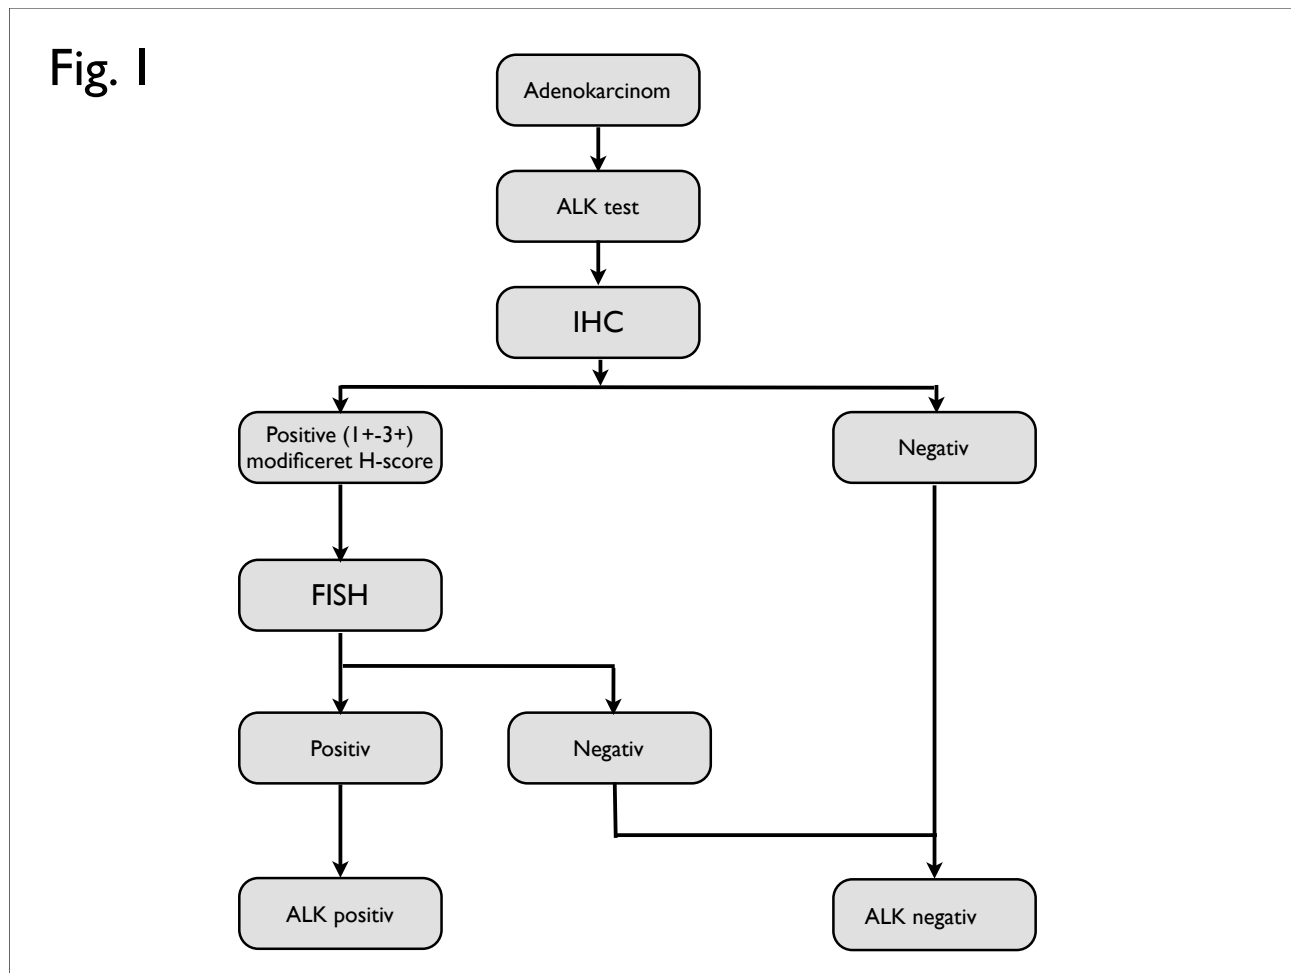 Fig. 1
Adenokarcinom
ALK test
IHC
Positive (1+-3+)
modificeret H-score
Negativ
FISH
Positiv
Negativ
ALK positiv
ALK negativ